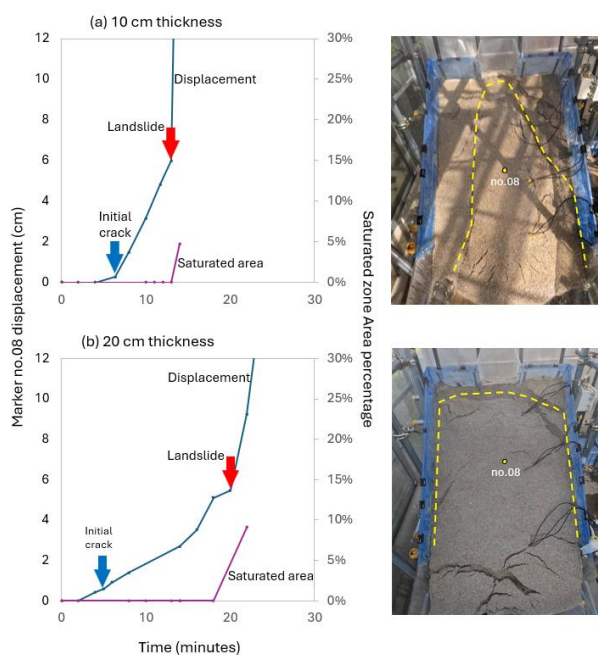 (a) 10 cm thickness
12
10
8
6
4
2
0
30%
25%
20%
15%
10%
5%
0%
0
10
20
30
Displacement
Landslide
Initial
crack
Saturated area
no.08
Marker no.08 displacement (cm)
Saturated zone Area percentage
(b) 20 cm thickness
12
10
8
6
4
2
0
30%
25%
20%
15%
10%
5%
0%
0
10
20
30
Displacement
Landslide
Initial
crack
Saturated area
no.08
Time (minutes)